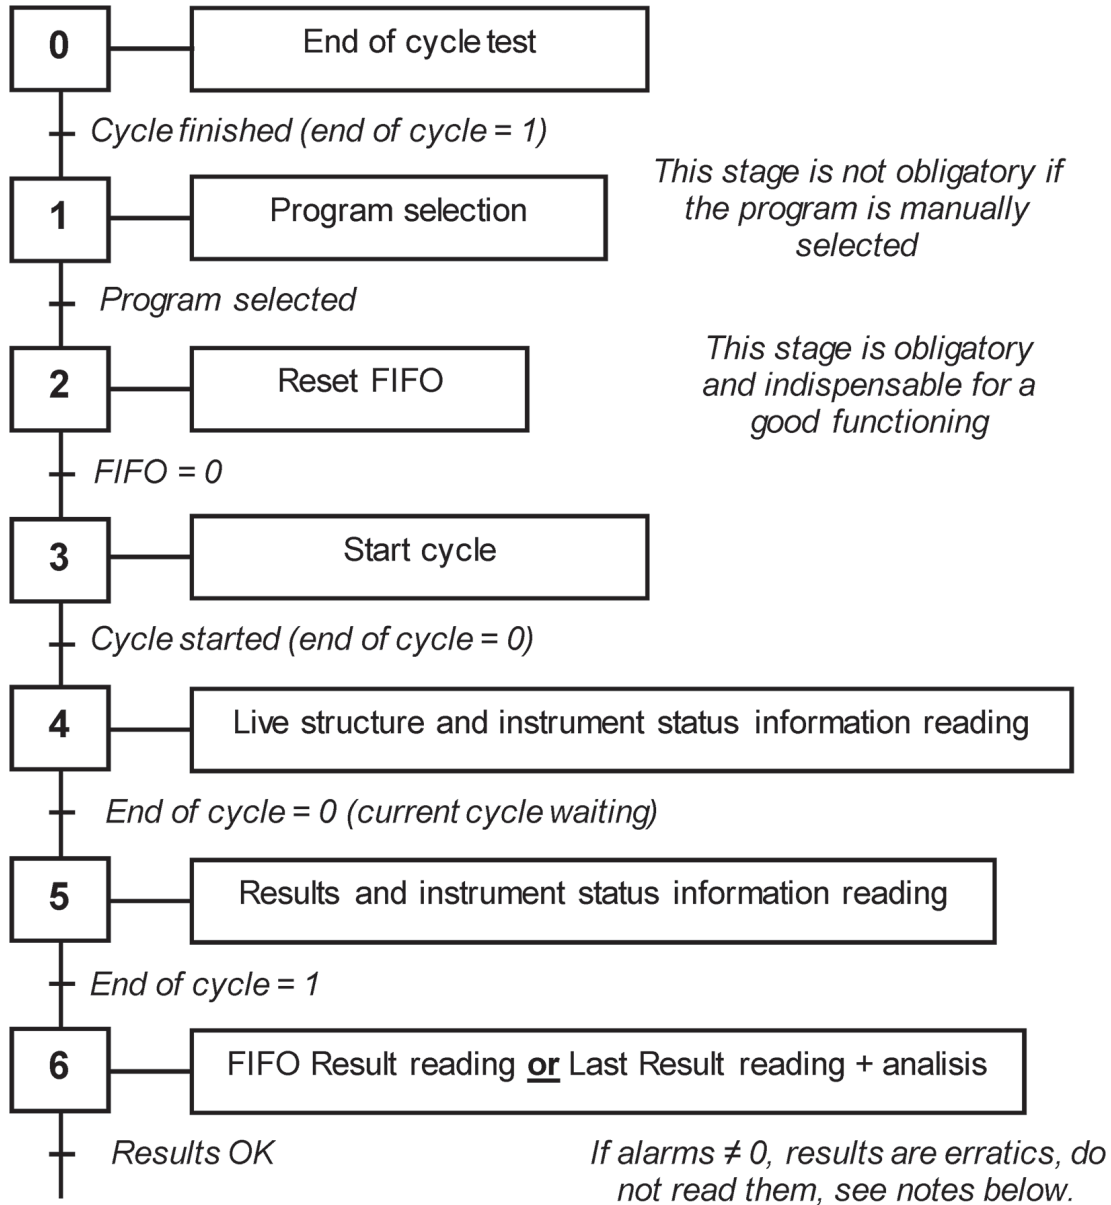 0
End of cycle test
Cycle finished (end of cycle = 1)
1
Program selection
This stage is not obligatory if
the program is manually
selected
Program selected
2
Reset FIFO
This stage is obligatory
and indispensable for a
good functioning
FIFO = 0
3
Start cycle
Cycle started (end of cycle = 0)
4
Live structure and instrument status information reading
End of cycle = 0 (current cycle waiting)
5
Results and instrument status information reading
End of cycle = 1
6
FIFO Result reading or Last Result reading + analisis
Results OK
If alarms ≠ 0, results are erratics, do
not read them, see notes below.